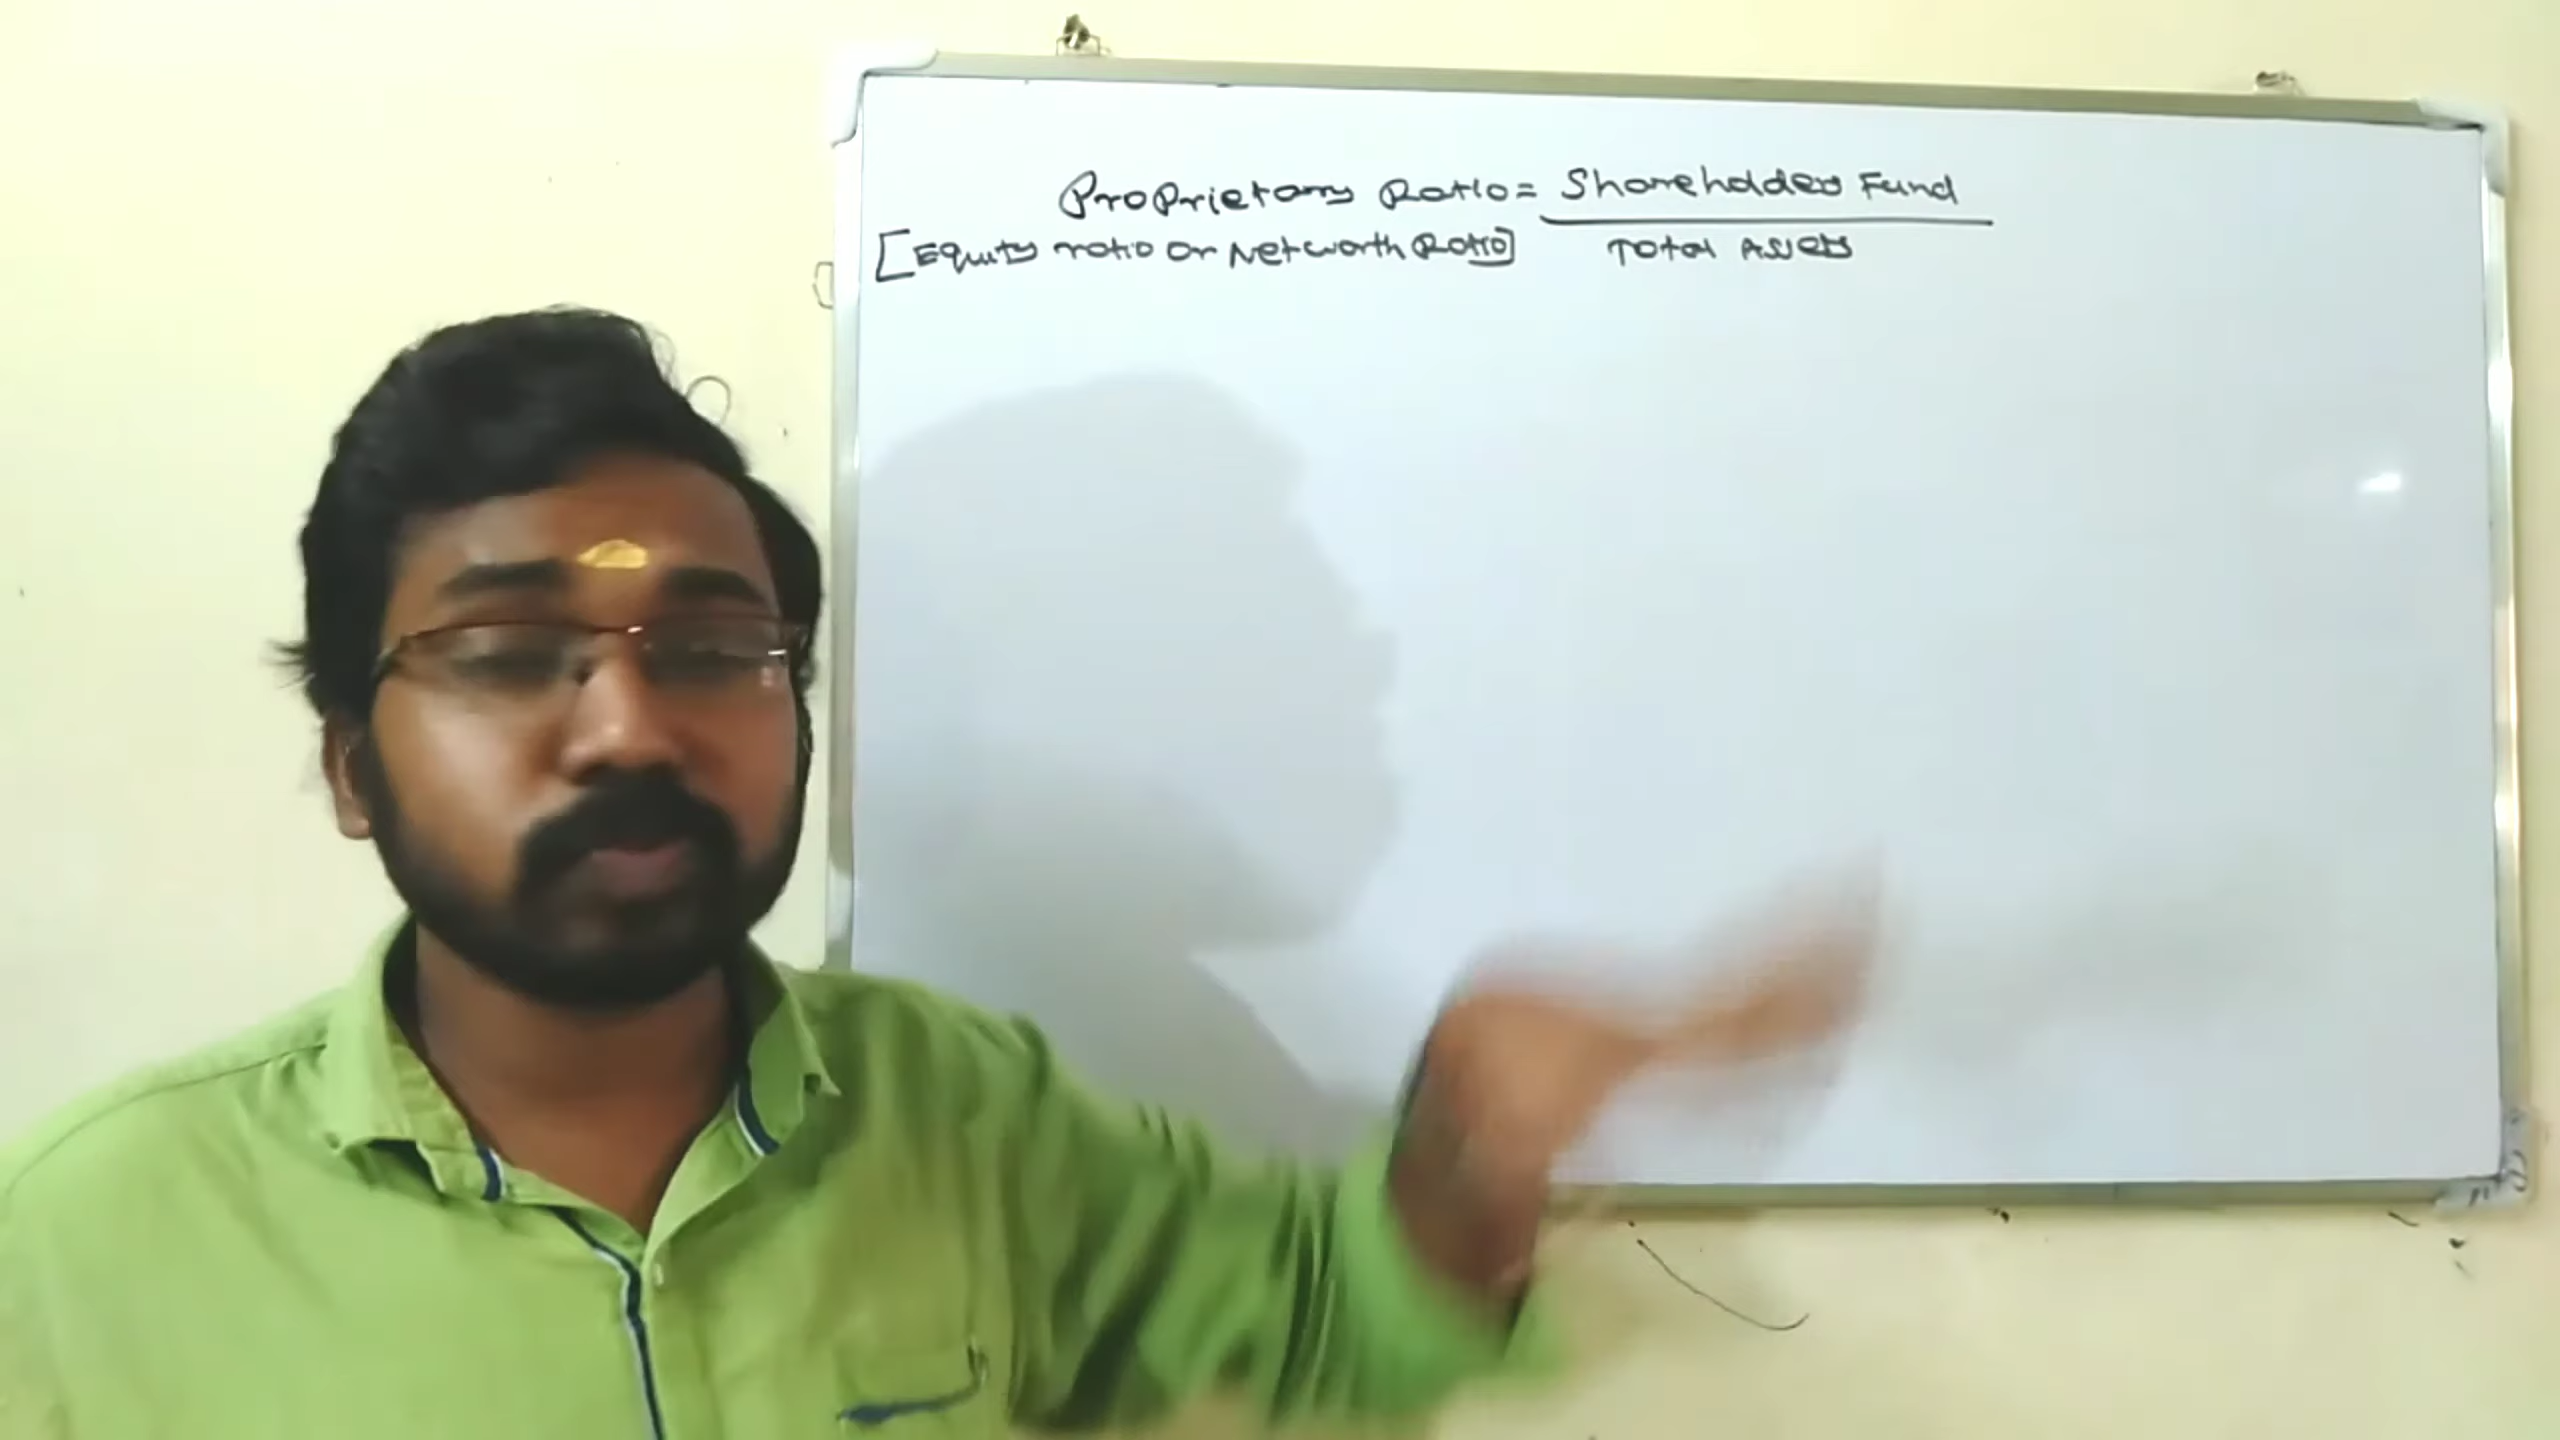 Proprietary Ratio = Shareholders Fund
[Equity ratio or Networth Ratio] Total Assets